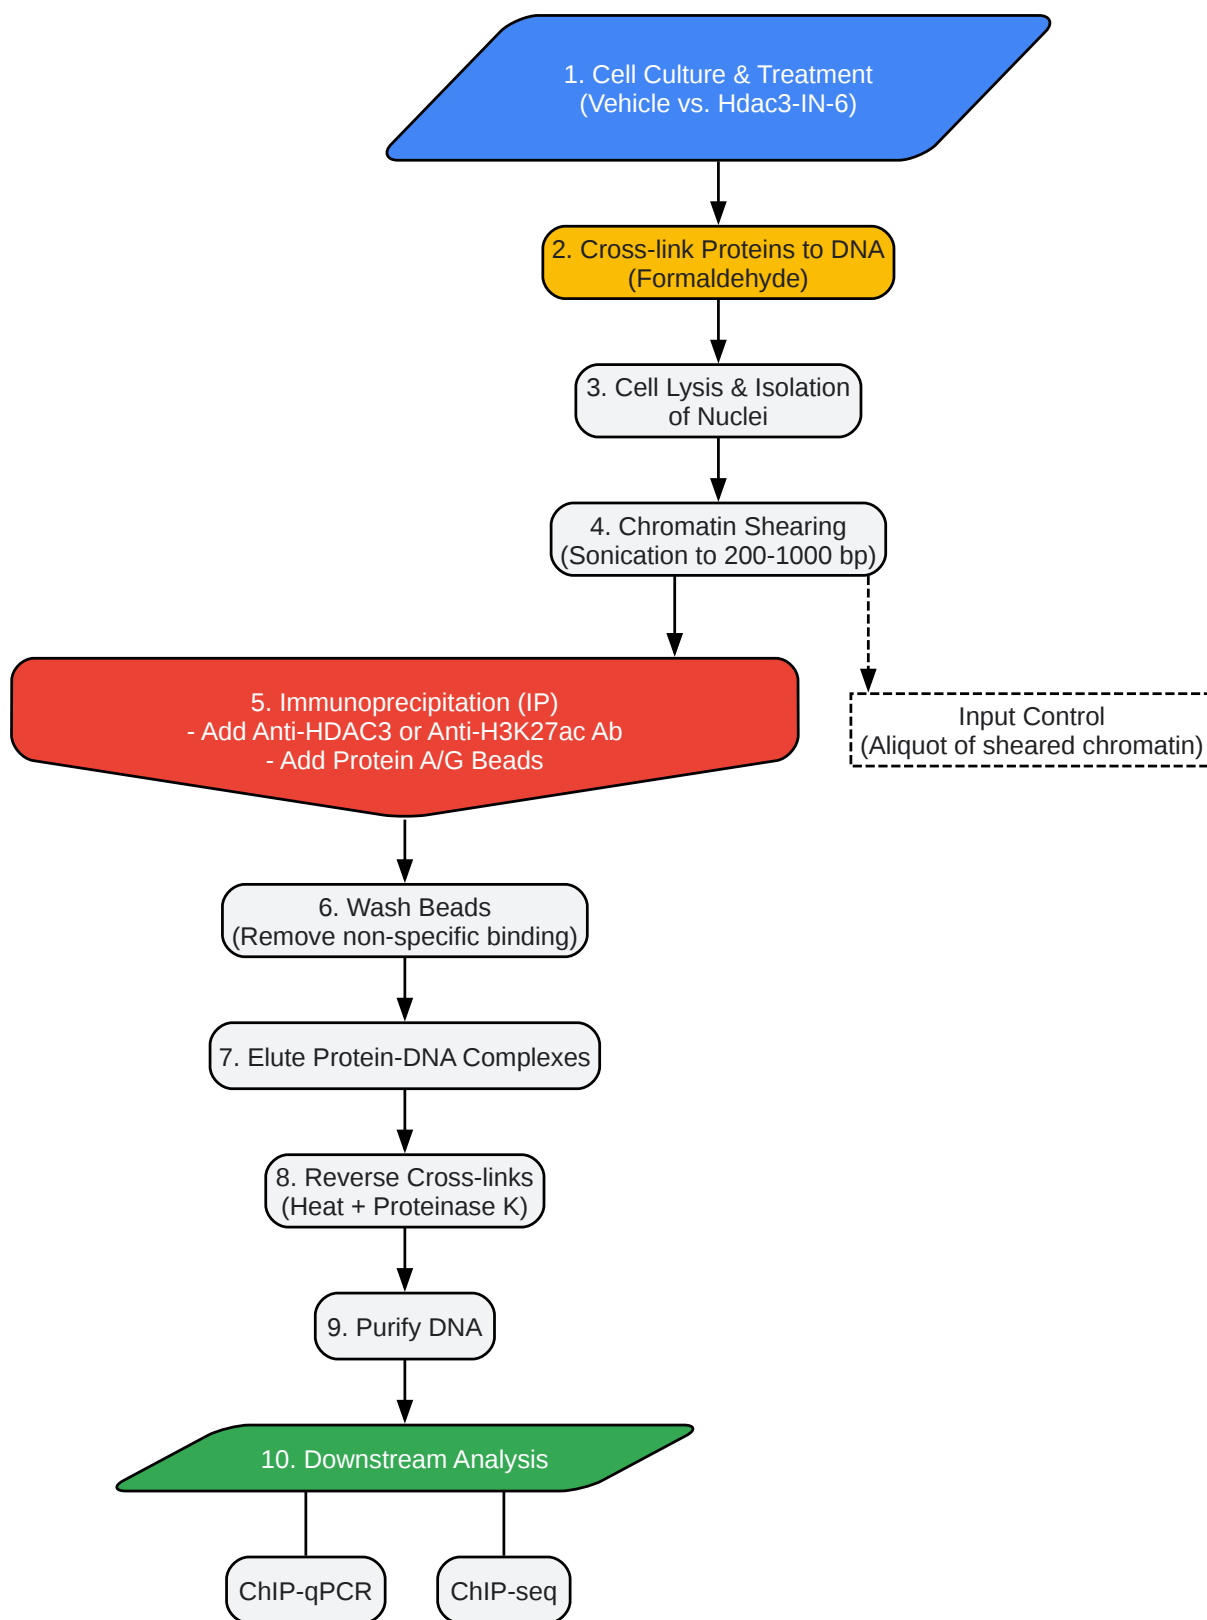 1. Cell Culture & Treatment
(Vehicle vs. Hdac3-IN-6)
2. Cross-link Proteins to DNA
(Formaldehyde)
3. Cell Lysis & Isolation
of Nuclei
4. Chromatin Shearing
(Sonication to 200-1000 bp)
5. Immunoprecipitation (IP)
- Add Anti-HDAC3 or Anti-H3K27ac Ab
- Add Protein A/G Beads
Input Control
(Aliquot of sheared chromatin)
6. Wash Beads
(Remove non-specific binding)
7. Elute Protein-DNA Complexes
8. Reverse Cross-links
(Heat + Proteinase K)
9. Purify DNA
10. Downstream Analysis
ChIP-qPCR
ChIP-seq